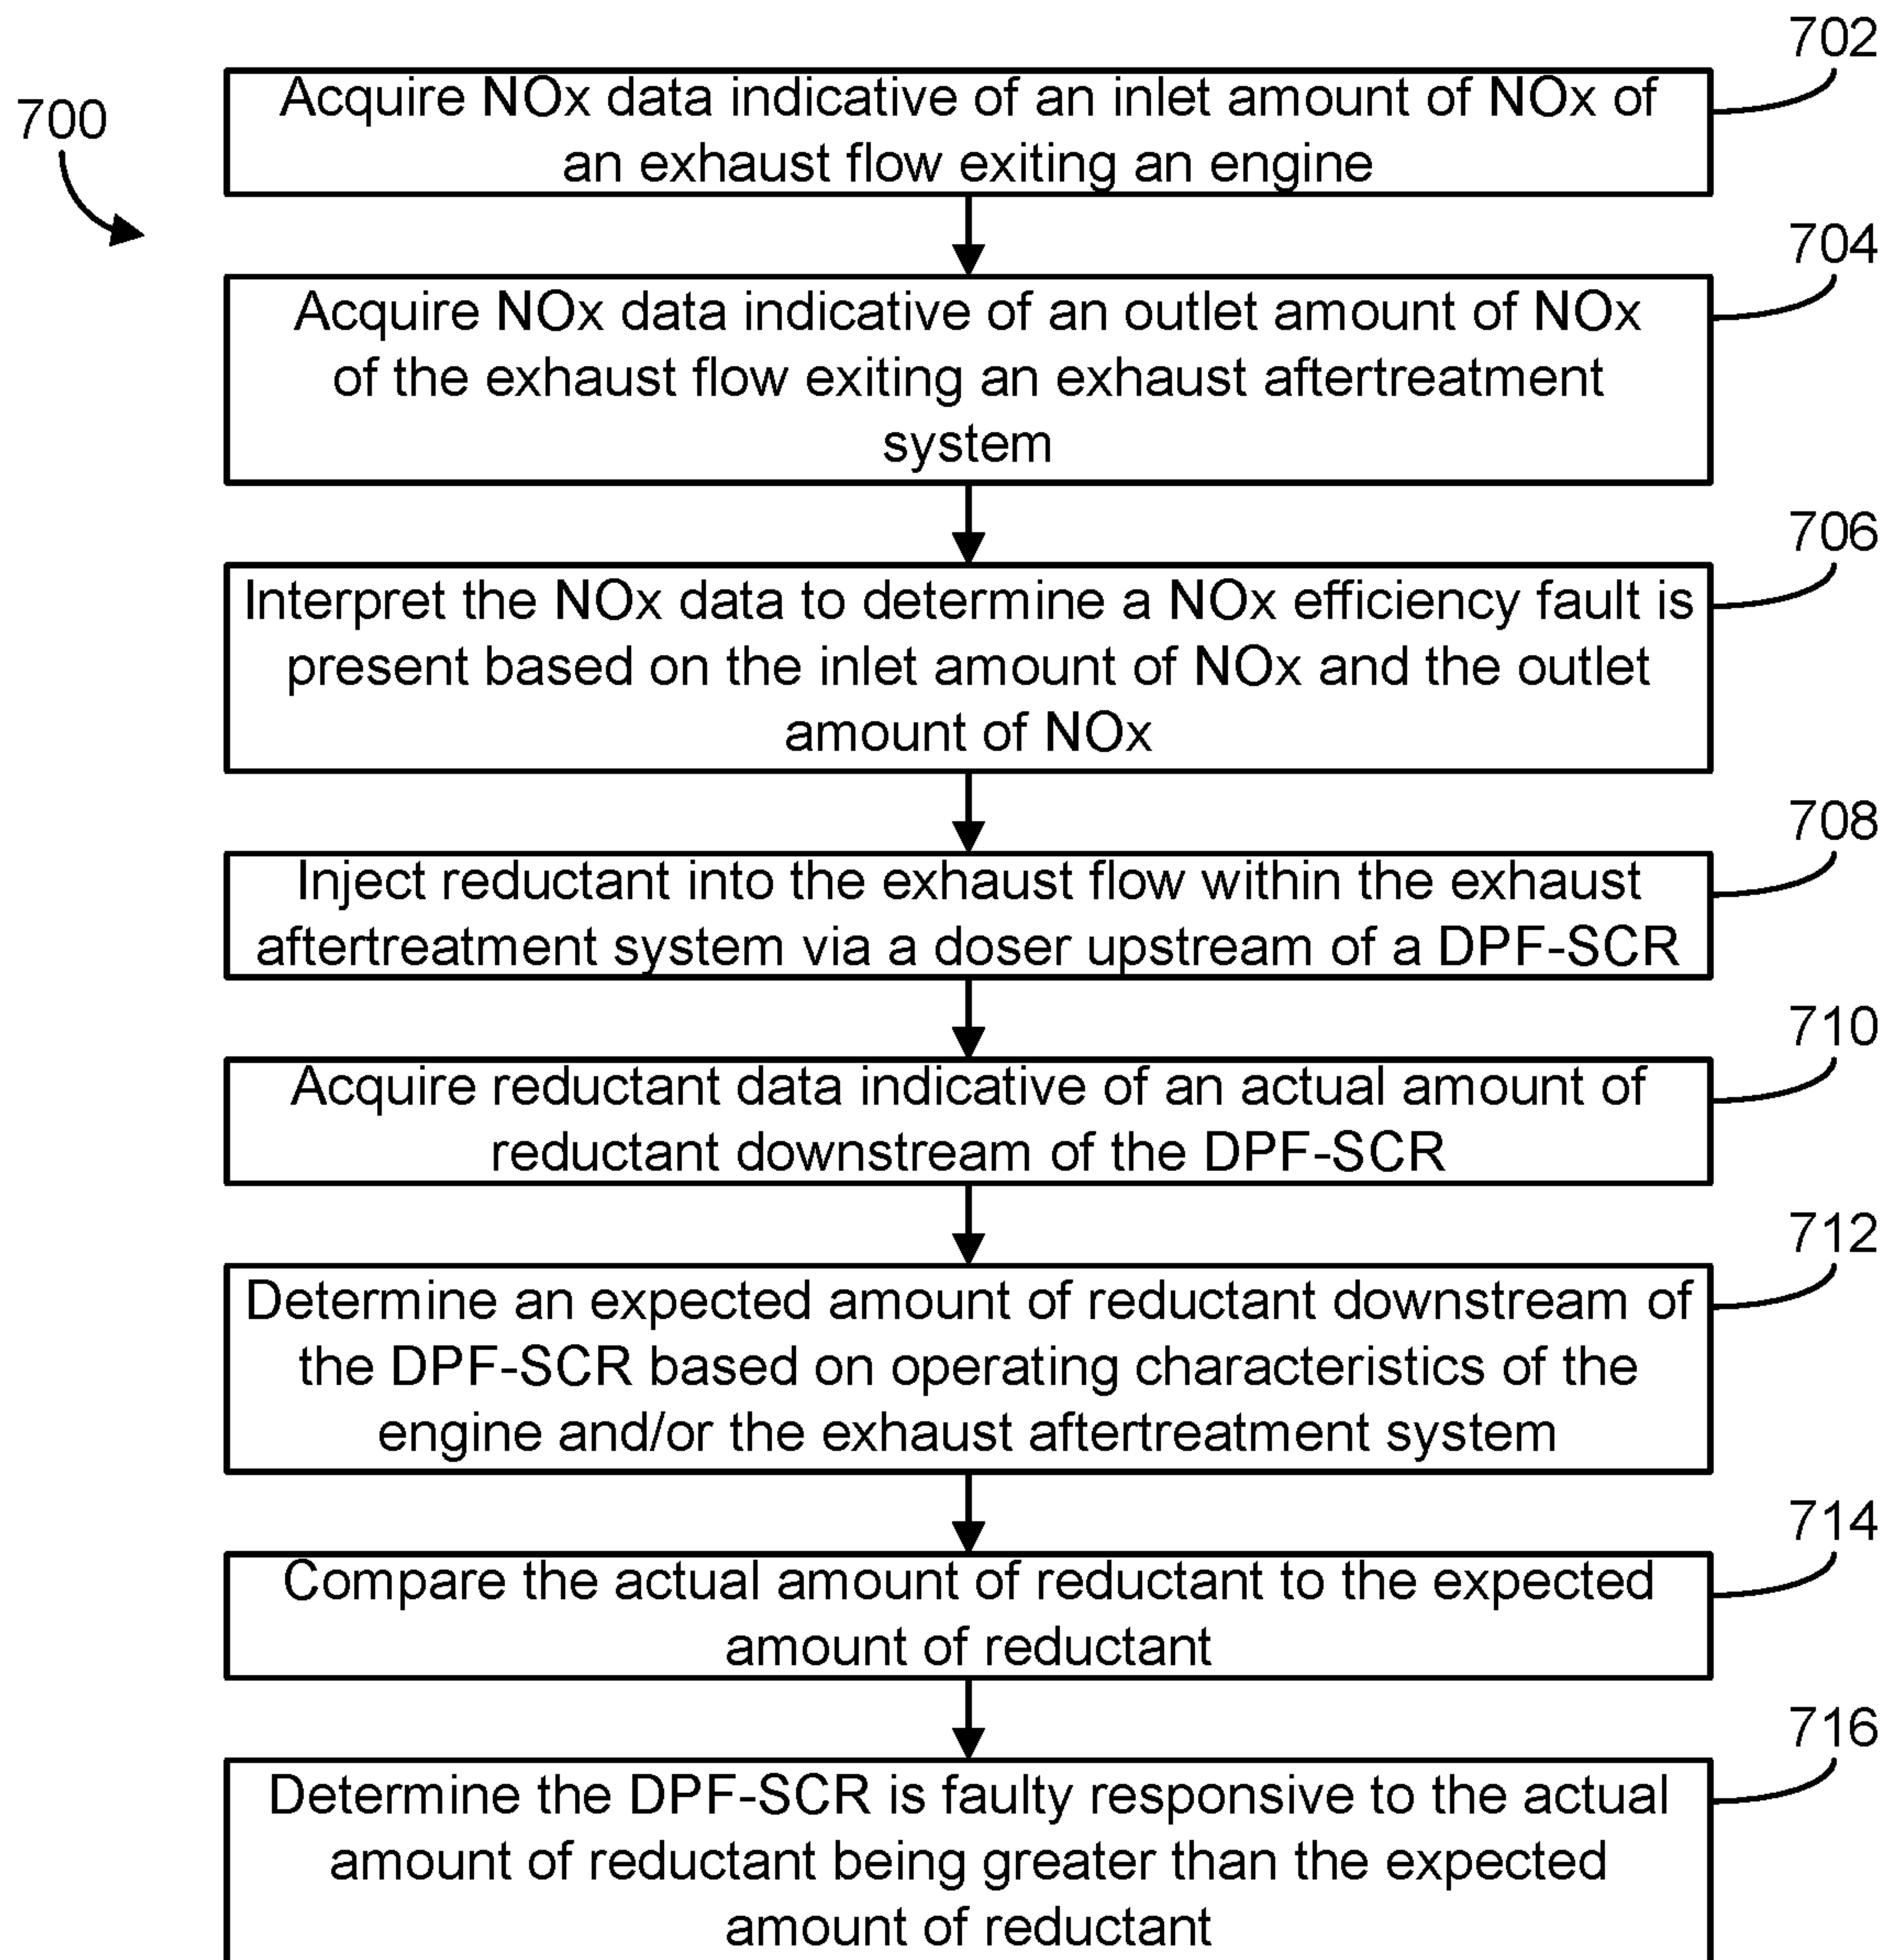 700
702
Acquire NOx data indicative of an inlet amount of NOx of
an exhaust flow exiting an engine
704
Acquire NOx data indicative of an outlet amount of NOx
of the exhaust flow exiting an exhaust aftertreatment
system
706
Interpret the NOx data to determine a NOx efficiency fault is
present based on the inlet amount of NOx and the outlet
amount of NOx
708
Inject reductant into the exhaust flow within the exhaust
aftertreatment system via a doser upstream of a DPF-SCR
710
Acquire reductant data indicative of an actual amount of
reductant downstream of the DPF-SCR
712
Determine an expected amount of reductant downstream of
the DPF-SCR based on operating characteristics of the
engine and/or the exhaust aftertreatment system
714
Compare the actual amount of reductant to the expected
amount of reductant
716
Determine the DPF-SCR is faulty responsive to the actual
amount of reductant being greater than the expected
amount of reductant